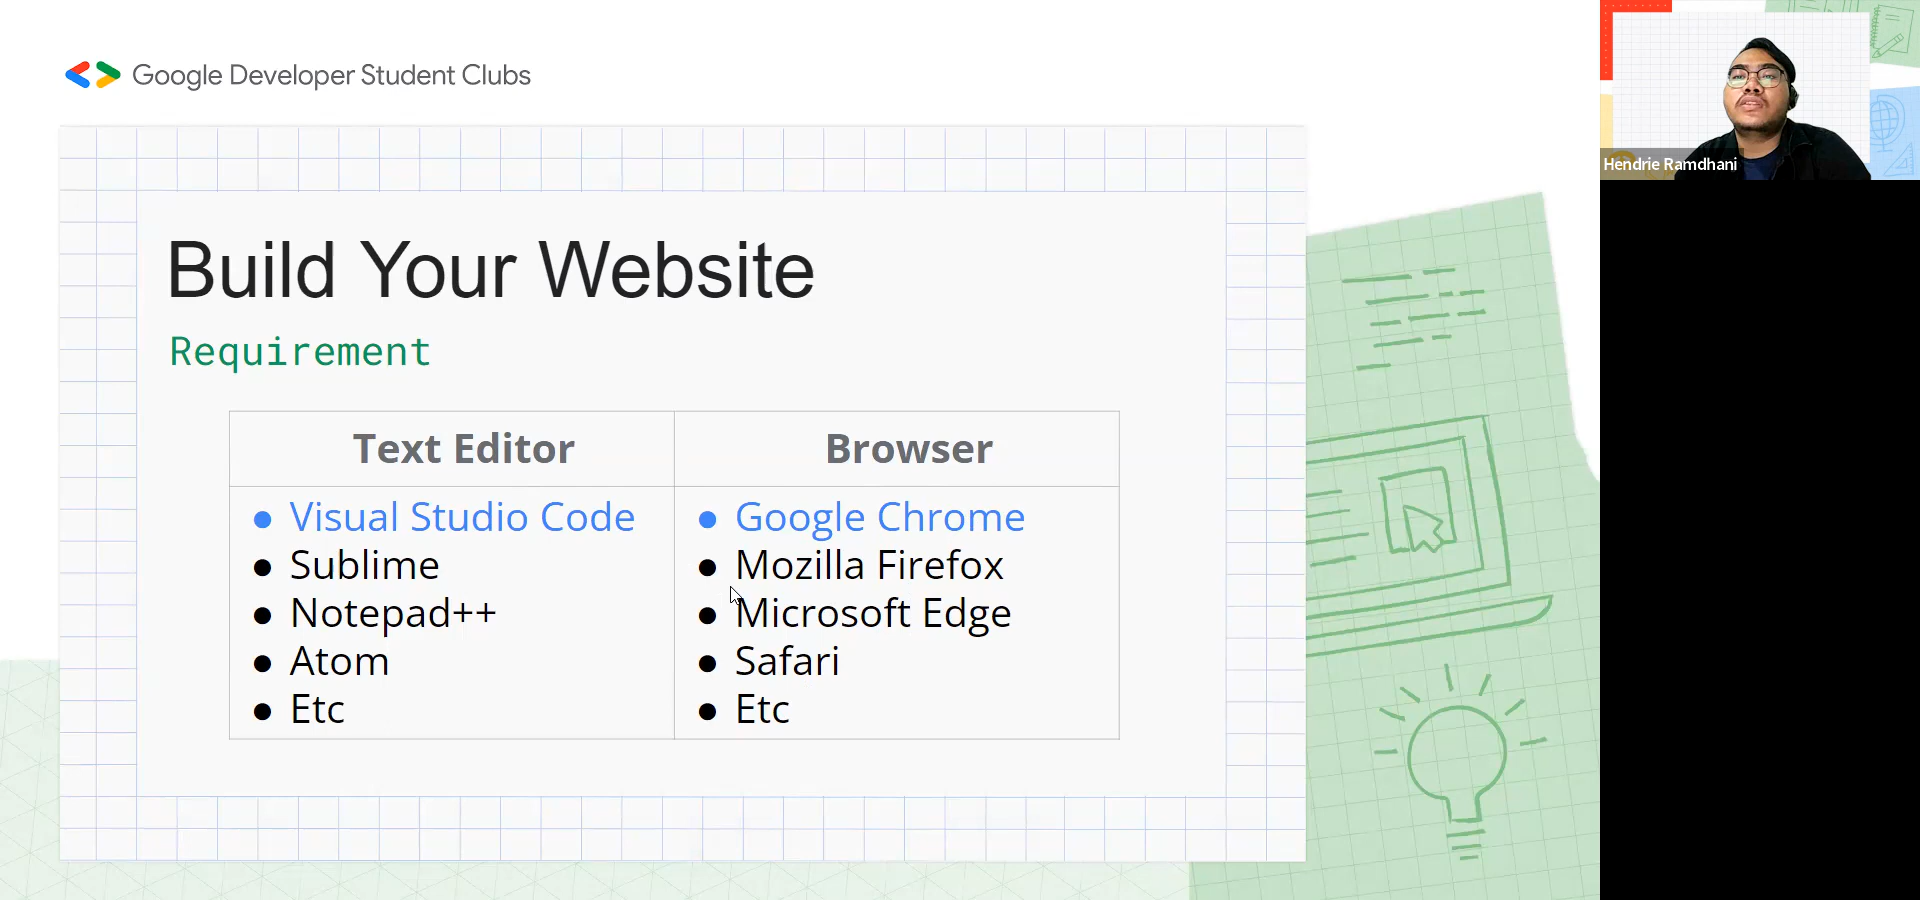 Google Developer Student Clubs
Hendrie Ramdhani
Build Your Website
Requirement
Text Editor
Browser
● Visual Studio Code
● Sublime
● Notepad++
● Atom
● Etc
● Google Chrome
● Mozilla Firefox
● Microsoft Edge
● Safari
● Etc